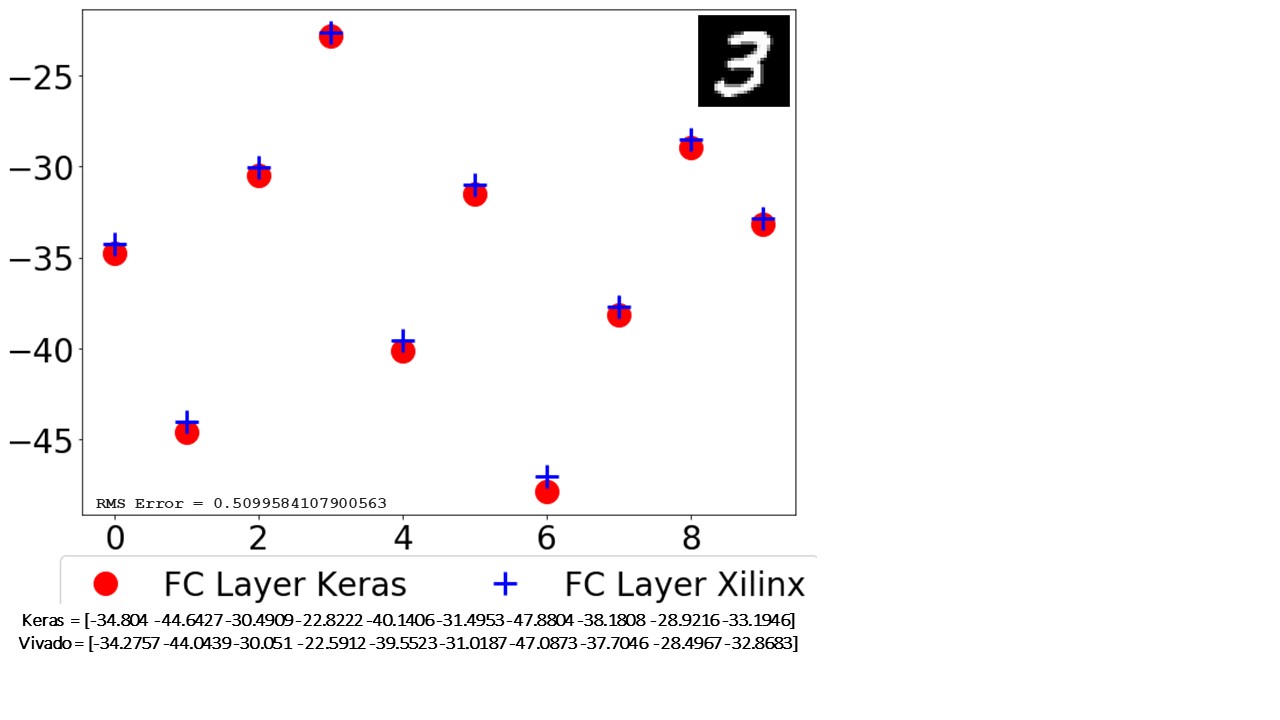 −25
−30
−35
−40
−45
3
RMS Error = 0.5099584107900563
0 2 4 6 8
FC Layer Keras FC Layer Xilinx
Keras = [-34.804 -44.6427 -30.4909 -22.8222 -40.1406 -31.4953 -47.8804 -38.1808 -28.9216 -33.1946]
Vivado = [-34.2757 -44.0439 -30.051 -22.5912 -39.5523 -31.0187 -47.0873 -37.7046 -28.4967 -32.8683]